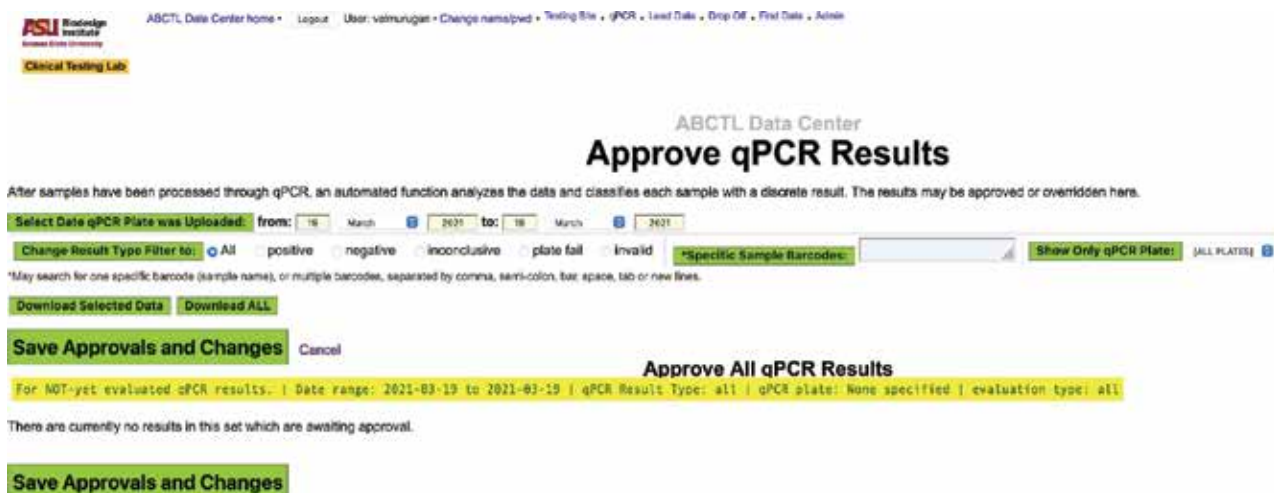 ASU Biodesign Institute
Arizona State University
ABCTL Data Center home • Logout User: valmurugan • Change name/pwd • Testing Site • qPCR • Load Data • Drop Off • Find Data • Admin
Clinical Testing Lab
ABCTL Data Center
Approve qPCR Results
After samples have been processed through qPCR, an automated function analyzes the data and classifies each sample with a discrete result. The results may be approved or overridden here.
Select Date qPCR Plate was Uploaded: from: March 2021 to: March 2021
Change Result Type Filter to: All positive negative inconclusive plate fail invalid *Specific Sample Barcodes: Show Only qPCR Plate: [ALL PLATES]
*May search for one specific barcode (sample name), or multiple barcodes, separated by comma, semi-colon, bar, space, tab or new lines.
Download Selected Data Download ALL
Save Approvals and Changes Cancel
Approve All qPCR Results
For NOT-yet evaluated qPCR results. | Date range: 2021-03-19 to 2021-03-19 | qPCR Result Type: all | qPCR plate: None specified | evaluation type: all
There are currently no results in this set which are awaiting approval.
Save Approvals and Changes